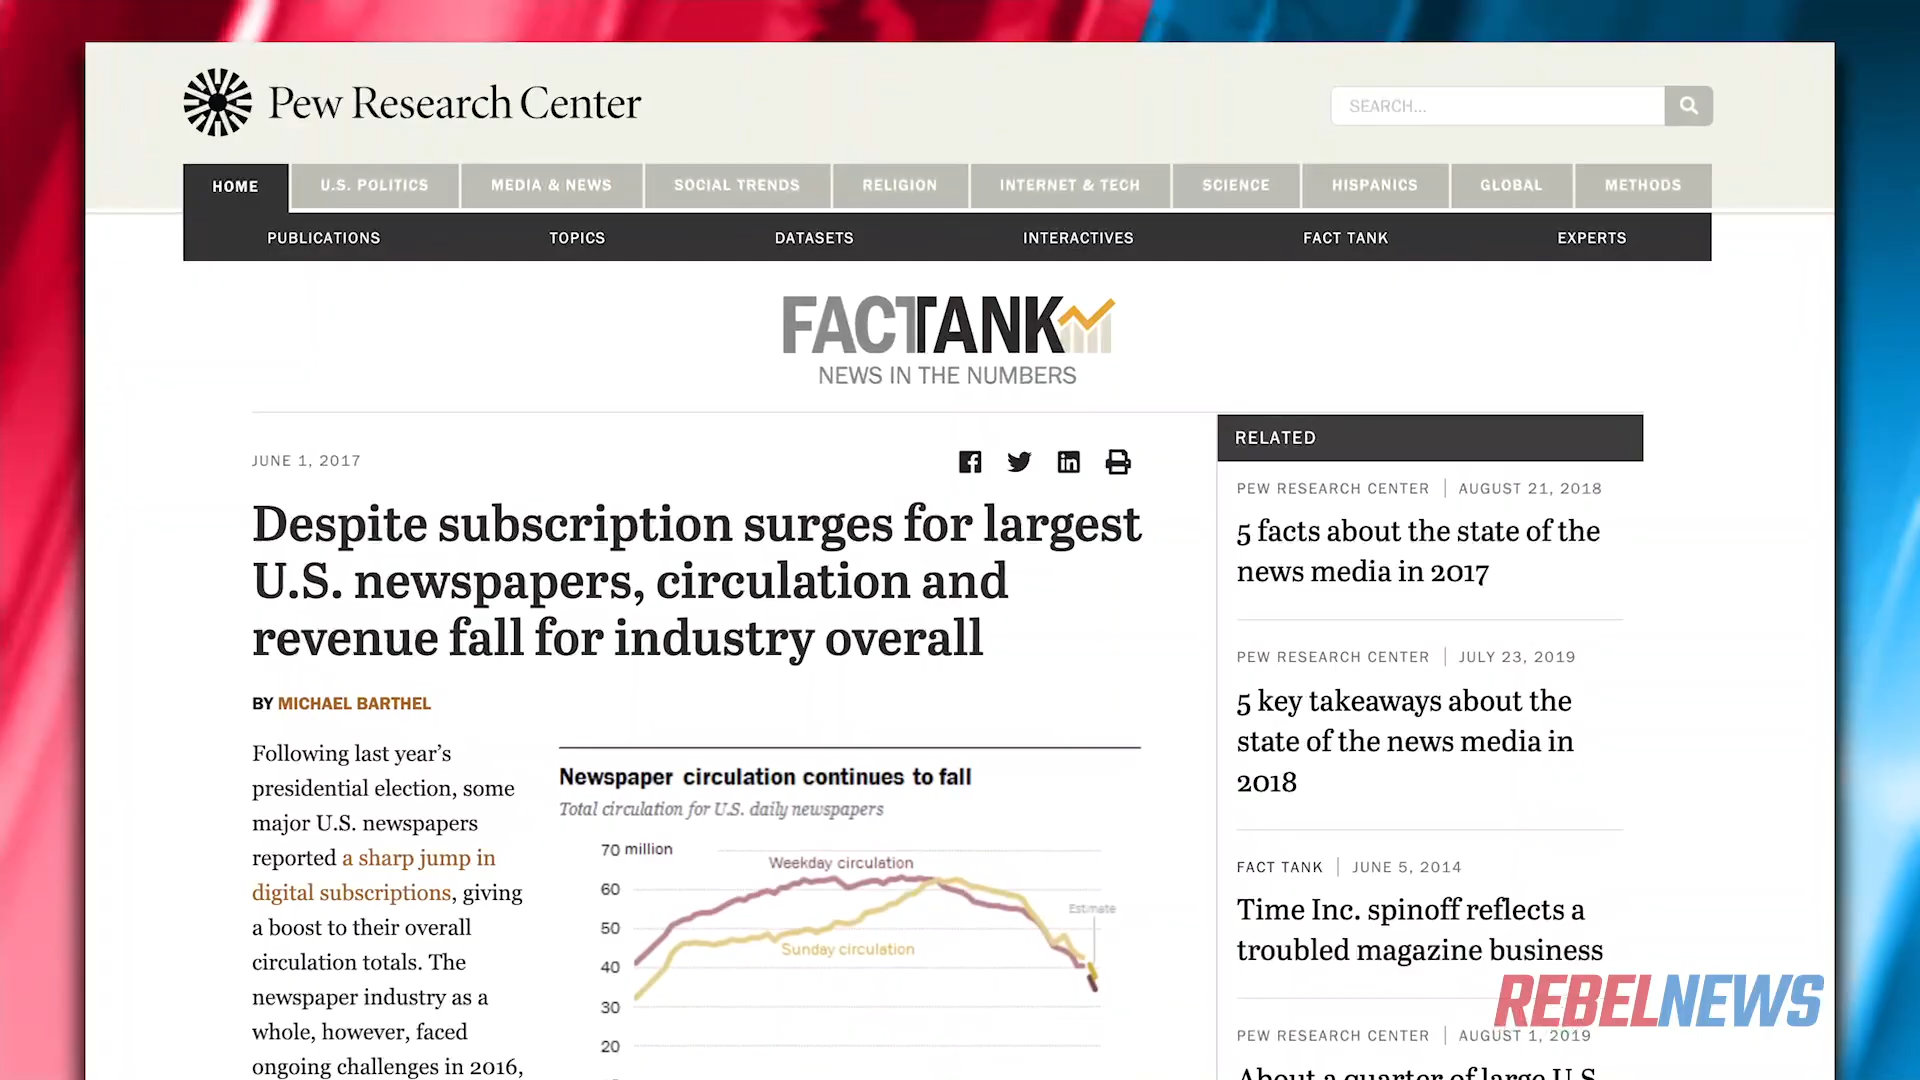 Pew Research Center
SEARCH...
HOME
U.S. POLITICS
MEDIA & NEWS
SOCIAL TRENDS
RELIGION
INTERNET & TECH
SCIENCE
HISPANICS
GLOBAL
METHODS
PUBLICATIONS
TOPICS
DATASETS
INTERACTIVES
FACT TANK
EXPERTS
FACTANK
NEWS IN THE NUMBERS
JUNE 1, 2017
Despite subscription surges for largest
U.S. newspapers, circulation and
revenue fall for industry overall
BY MICHAEL BARTHEL
Following last year's
presidential election, some
major U.S. newspapers
reported a sharp jump in
digital subscriptions, giving
a boost to their overall
circulation totals. The
newspaper industry as a
whole, however, faced
ongoing challenges in 2016,
Newspaper circulation continues to fall
Total circulation for U.S. daily newspapers
70 million
Weekday circulation
60
Estimate
50
Sunday circulation
40
30
20
RELATED
PEW RESEARCH CENTER | AUGUST 21, 2018
5 facts about the state of the
news media in 2017
PEW RESEARCH CENTER | JULY 23, 2019
5 key takeaways about the
state of the news media in
2018
FACT TANK | JUNE 5, 2014
Time Inc. spinoff reflects a
troubled magazine business
PEW RESEARCH CENTER | AUGUST 1, 2019
About a quarter of large U.S.
REBELNEWS